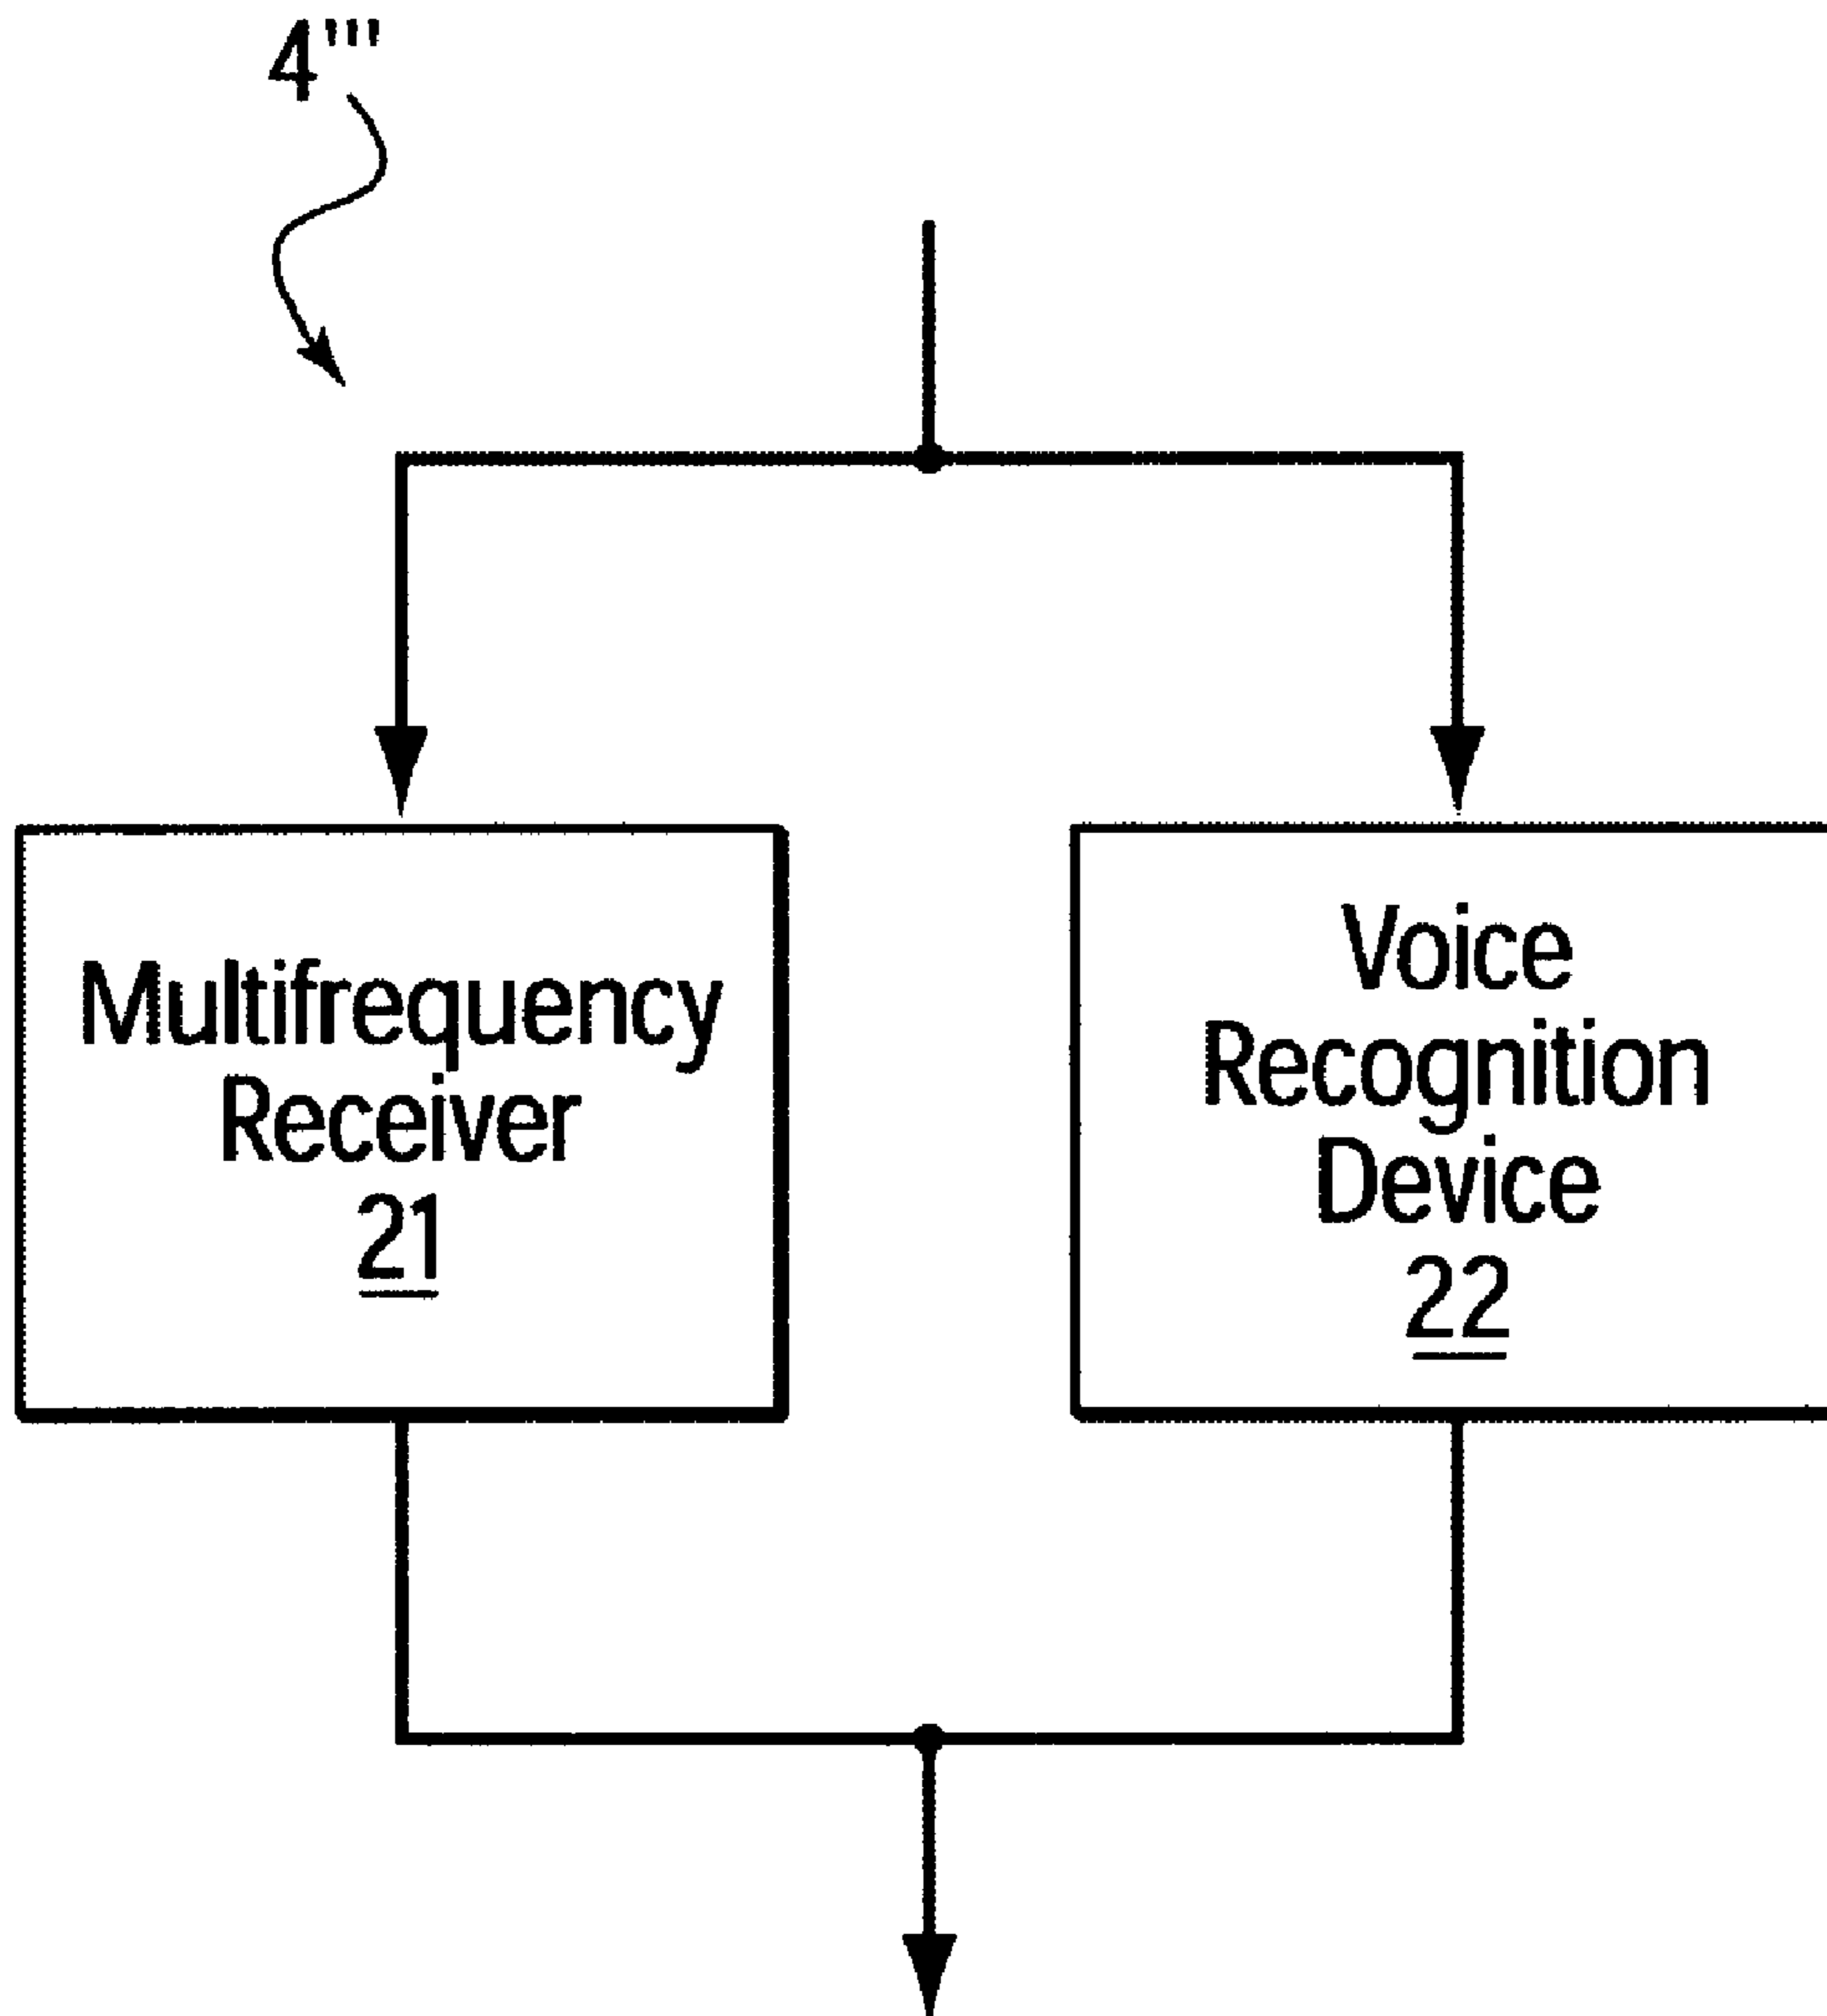 4'''
Multifrequency
Receiver
21
Voice
Recognition
Device
22